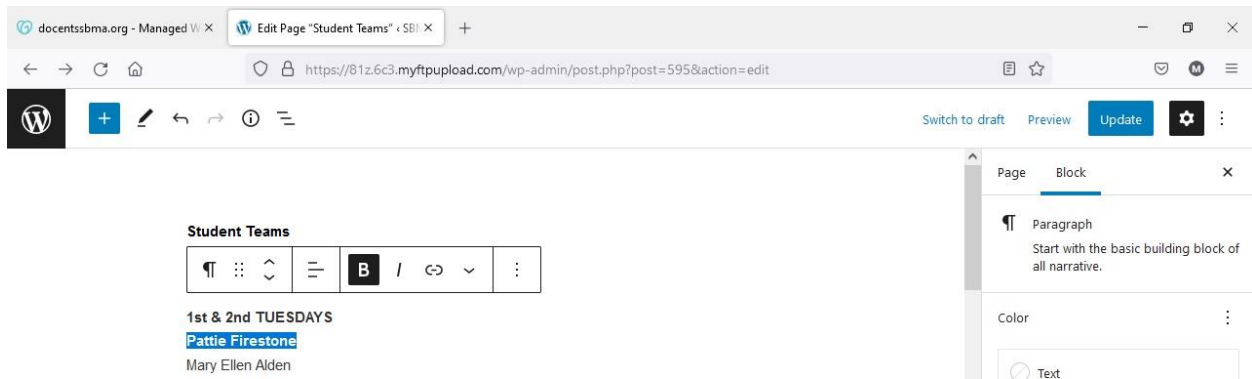 docentssbma.org - Managed W
Edit Page “Student Teams” ‹ SBM
https://81z.6c3.myftpupload.com/wp-admin/post.php?post=595&action=edit
M
Switch to draft Preview Update
Page Block
Student Teams
Paragraph
Start with the basic building block of
all narrative.
B I
1st & 2nd TUESDAYS
Color
Pattie Firestone
Mary Ellen Alden
Text